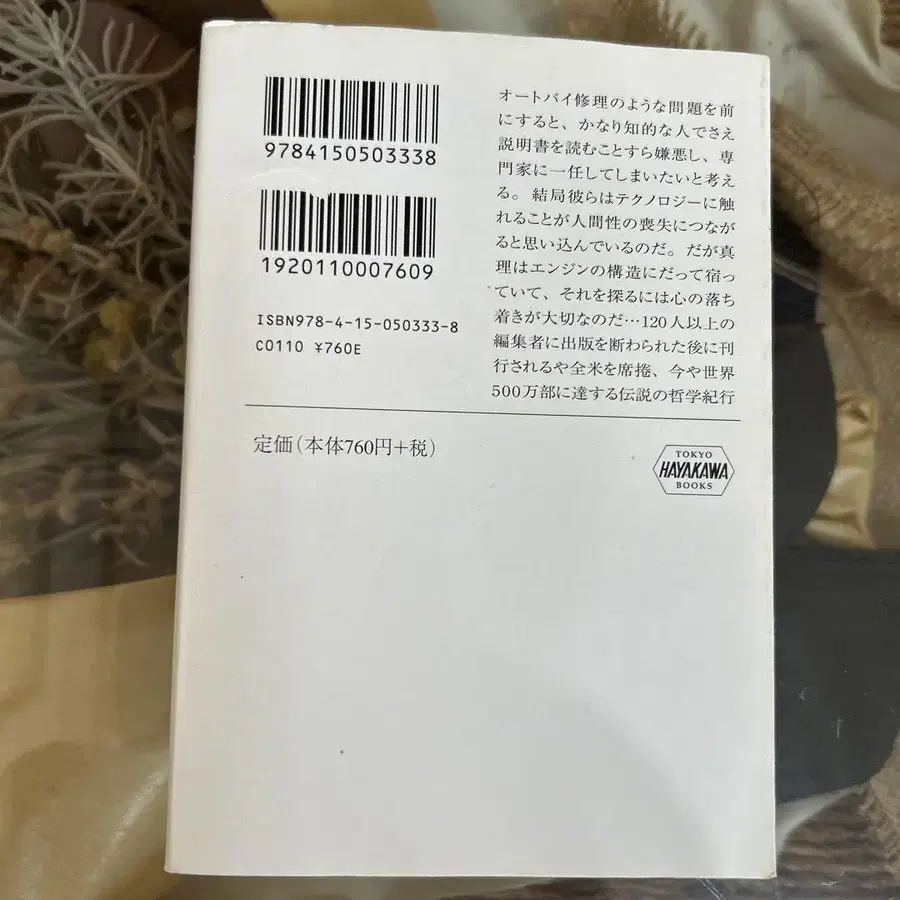 9784150503338
1920110007609
ISBN978-4-15-050333-8
C0110 ¥760E
オートバイ修理のような問題を前
にすると、かなり知的な人でさえ
説明書を読むことすら嫌悪し、専
門家に一任してしまいたいと考え
る。結局彼らはテクノロジーに触
れることが人間性の喪失につなが
ると思い込んでいるのだ。だが真
理はエンジンの構造にだって宿っ
ていて、それを探るには心の落ち
着きが大切なのだ…120人以上の
編集者に出版を断わられた後に刊
行されるや全米を席捲、今や世界
500万部に達する伝説の哲学紀行
定価(本体760円+税)
TOKYO
HAYAKAWA
BOOKS